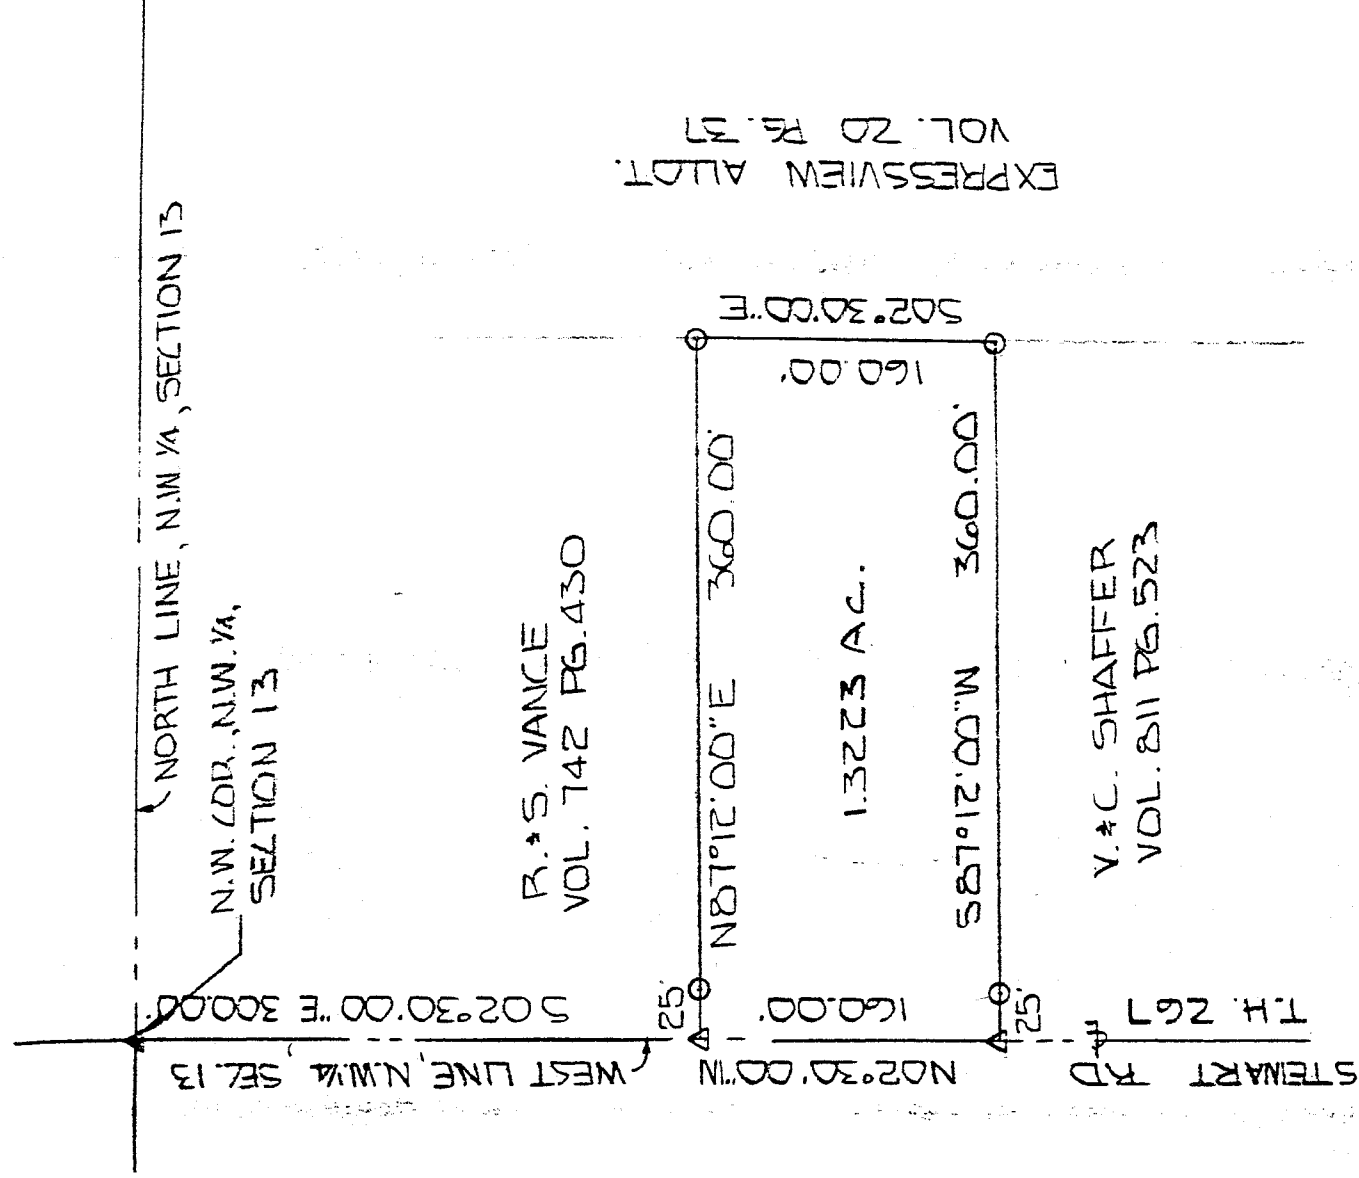 NORTH LINE, N.W ¼, SECTION 13
N.W. COR., N.W. ¼,
SECTION 13
S02°30'00"E 300.00'
WEST LINE, N.W.¼, SEC. 13
R. & S. VANCE
VOL. 742 PG. 430
EXPRESSVIEW ALLOT.
VOL. 20 PG. 37
S02°30'00"E
160.00'
N87°12'00"E 360.00'
1.3223 AC.
S87°12'00"W 360.00'
25'
160.00'
25'
N02°30'00"W
V. & C. SHAFFER
VOL. 811 PG. 523
T.H. 267
STEWART RD